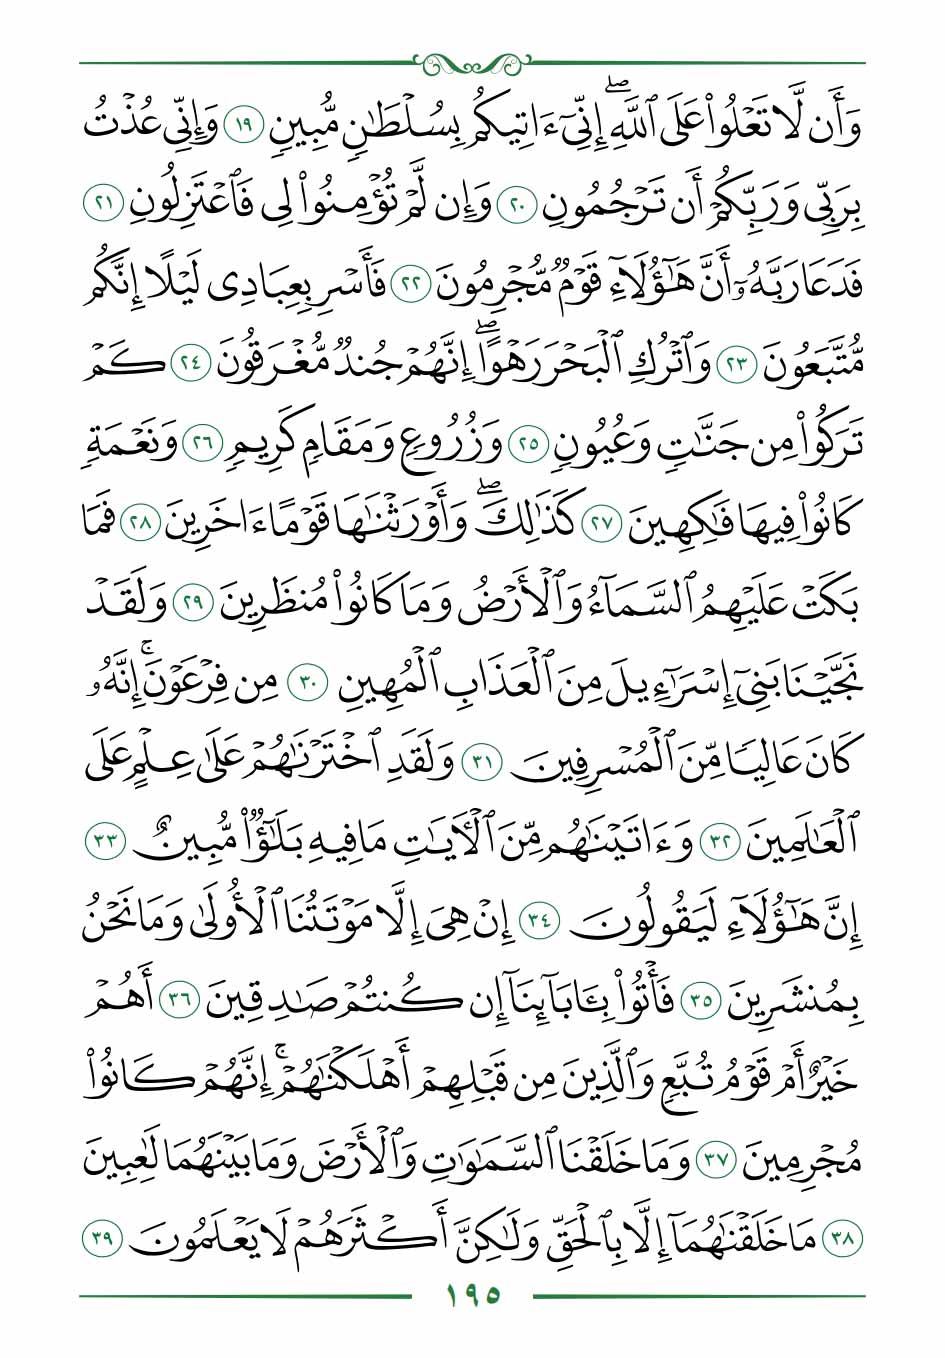 وَأَن لَّا تَعْلُوا۟ عَلَى ٱللَّهِ ۖ إِنِّىٓ ءَاتِيكُم بِسُلْطَـٰنٍ مُّبِينٍ ١٩ وَإِنِّى عُذْتُ
بِرَبِّى وَرَبِّكُمْ أَن تَرْجُمُونِ ٢٠ وَإِن لَّمْ تُؤْمِنُوا۟ لِى فَٱعْتَزِلُونِ ٢١
فَدَعَا رَبَّهُۥٓ أَنَّ هَـٰٓؤُلَآءِ قَوْمٌ مُّجْرِمُونَ ٢٢ فَأَسْرِ بِعِبَادِى لَيْلًا إِنَّكُم
مُّتَّبَعُونَ ٢٣ وَٱتْرُكِ ٱلْبَحْرَ رَهْوًا ۖ إِنَّهُمْ جُندٌ مُّغْرَقُونَ ٢٤ كَمْ
تَرَكُوا۟ مِن جَنَّـٰتٍ وَعُيُونٍ ٢٥ وَزُرُوعٍ وَمَقَامٍ كَرِيمٍ ٢٦ وَنَعْمَةٍ
كَانُوا۟ فِيهَا فَـٰكِهِينَ ٢٧ كَذَٰلِكَ ۖ وَأَوْرَثْنَـٰهَا قَوْمًا ءَاخَرِينَ ٢٨ فَمَا
بَكَتْ عَلَيْهِمُ ٱلسَّمَآءُ وَٱلْأَرْضُ وَمَا كَانُوا۟ مُنظَرِينَ ٢٩ وَلَقَدْ
نَجَّيْنَا بَنِىٓ إِسْرَٰٓءِيلَ مِنَ ٱلْعَذَابِ ٱلْمُهِينِ ٣٠ مِن فِرْعَوْنَ ۚ إِنَّهُۥ
كَانَ عَالِيًا مِّنَ ٱلْمُسْرِفِينَ ٣١ وَلَقَدِ ٱخْتَرْنَـٰهُمْ عَلَىٰ عِلْمٍ عَلَى
ٱلْعَـٰلَمِينَ ٣٢ وَءَاتَيْنَـٰهُم مِّنَ ٱلْـَٔايَـٰتِ مَا فِيهِ بَلَـٰٓؤٌا۟ مُّبِينٌ ٣٣
إِنَّ هَـٰٓؤُلَآءِ لَيَقُولُونَ ٣٤ إِنْ هِىَ إِلَّا مَوْتَتُنَا ٱلْأُولَىٰ وَمَا نَحْنُ
بِمُنشَرِينَ ٣٥ فَأْتُوا۟ بِـَٔابَآئِنَآ إِن كُنتُمْ صَـٰدِقِينَ ٣٦ أَهُمْ
خَيْرٌ أَمْ قَوْمُ تُبَّعٍ وَٱلَّذِينَ مِن قَبْلِهِمْ أَهْلَكْنَـٰهُمْ ۚ إِنَّهُمْ كَانُوا۟
مُجْرِمِينَ ٣٧ وَمَا خَلَقْنَا ٱلسَّمَـٰوَٰتِ وَٱلْأَرْضَ وَمَا بَيْنَهُمَا لَـٰعِبِينَ
٣٨ مَا خَلَقْنَـٰهُمَآ إِلَّا بِٱلْحَقِّ وَلَـٰكِنَّ أَكْثَرَهُمْ لَا يَعْلَمُونَ ٣٩
١٩٥